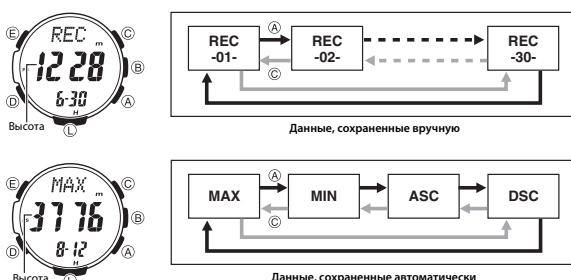 Ⓔ REC m Ⓒ
12 28 Ⓑ
Ⓓ 6-30 Ⓐ
H
Высота Ⓛ
Ⓐ
REC -01- REC -02- REC -30-
Ⓒ
Данные, сохраненные вручную
Ⓔ MAX m Ⓒ
37 76 Ⓑ
Ⓓ 8-12 Ⓐ
H
Высота Ⓛ
Ⓐ
MAX MIN ASC DSC
Ⓒ
Данные, сохраненные автоматически